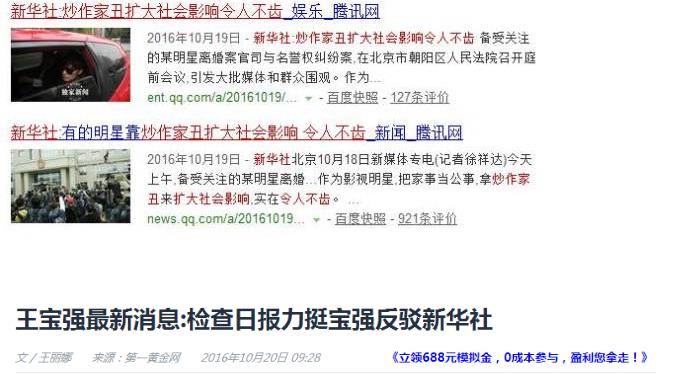 新华社:炒作家丑扩大社会影响令人不齿_娱乐_腾讯网
2016年10月19日 - 新华社:炒作家丑扩大社会影响令人不齿 备受关注
的某明星离婚案官司与名誉权纠纷案,在北京市朝阳区人民法院召开庭
前会议,引发大批媒体和群众围观。作为...
独家新闻
ent.qq.com/a/20161019/... - 百度快照 - 127条评价
新华社:有的明星靠炒作家丑扩大社会影响 令人不齿_新闻_腾讯网
2016年10月19日 - 新华社北京10月18日新媒体专电(记者徐祥达)今天
上午,备受关注的某明星离婚...作为影视明星,把家事当公事,拿炒作家
丑来扩大社会影响,实在令人不齿。 ...
news.qq.com/a/20161019... - 百度快照 - 921条评价
王宝强最新消息:检查日报力挺宝强反驳新华社
文/王丽娜 来源：第一黄金网 2016年10月20日 09:28 《立领688元模拟金，0成本参与，盈利您拿走！》